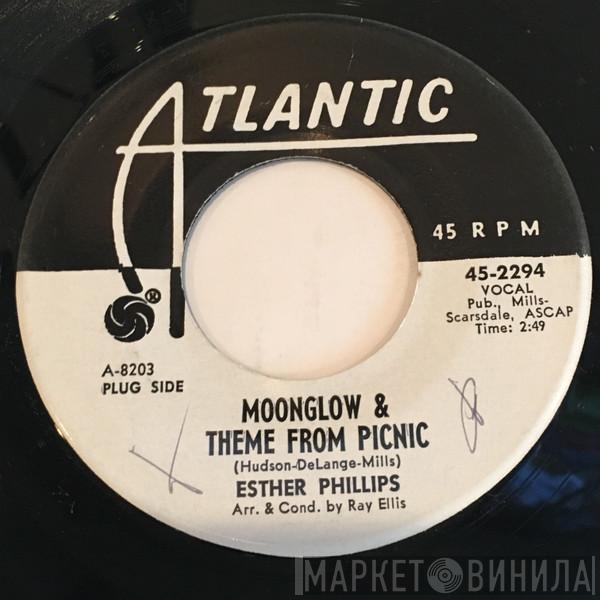 ATLANTIC
45 RPM
45-2294
VOCAL
Pub., Mills-
Scarsdale, ASCAP
Time: 2:49
®
A-8203
PLUG SIDE
MOONGLOW &
THEME FROM PICNIC
(Hudson-DeLange-Mills)
ESTHER PHILLIPS
Arr. & Cond. by Ray Ellis
МАРКЕТ ВИНИЛА